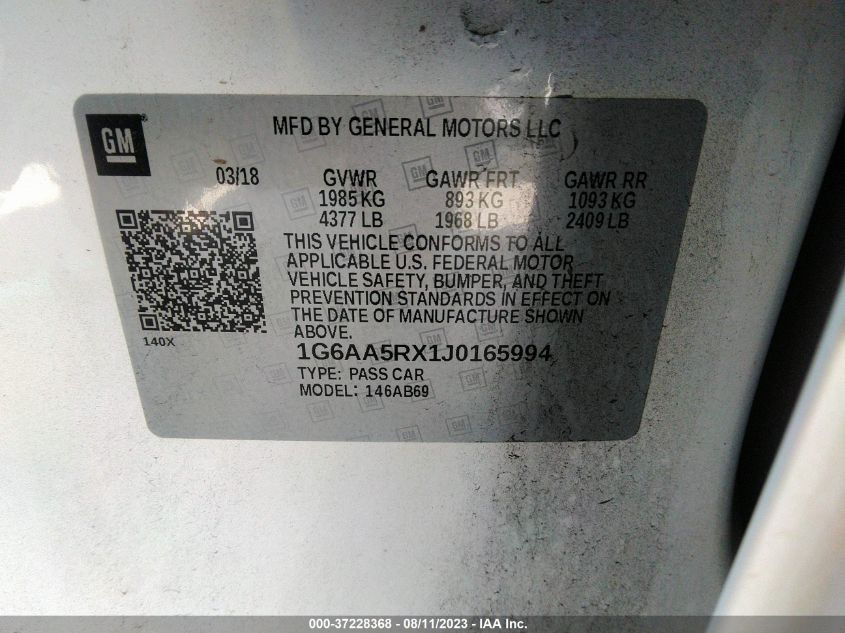 GM
MFD BY GENERAL MOTORS LLC
03/18 GVWR GAWR FRT GAWR RR
1985 KG 893 KG 1093 KG
4377 LB 1968 LB 2409 LB
THIS VEHICLE CONFORMS TO ALL
APPLICABLE U.S. FEDERAL MOTOR
VEHICLE SAFETY, BUMPER, AND THEFT
PREVENTION STANDARDS IN EFFECT ON
THE DATE OF MANUFACTURE SHOWN
ABOVE.
140X
1G6AA5RX1J0165994
TYPE: PASS CAR
MODEL: 146AB69
000-37228368 - 08/11/2023 - IAAI.com